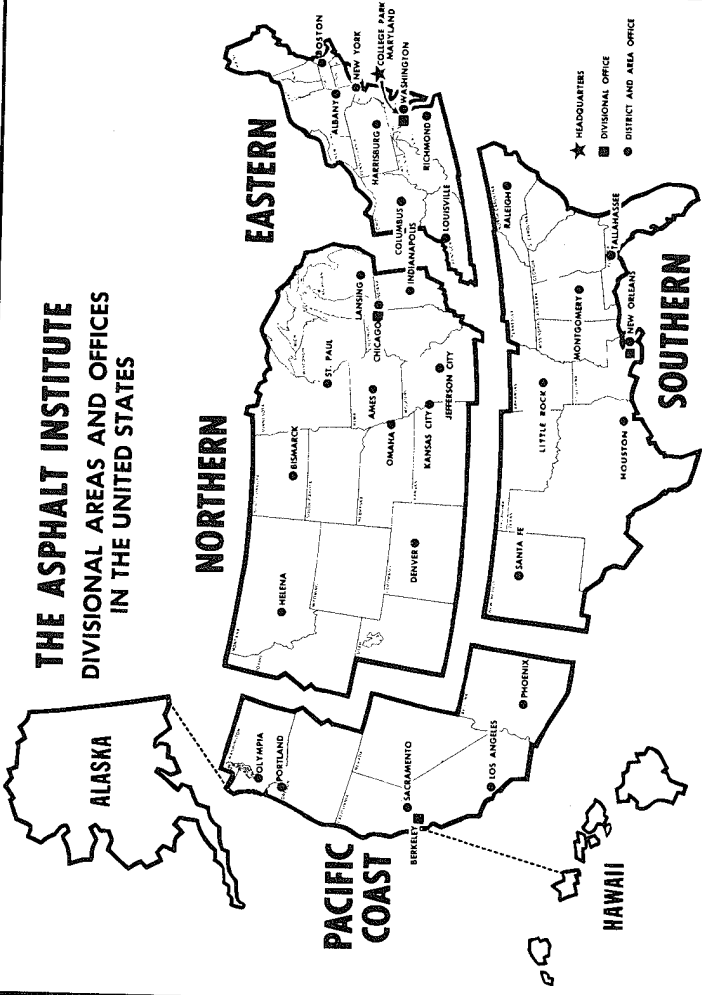 THE ASPHALT INSTITUTE
DIVISIONAL AREAS AND OFFICES
IN THE UNITED STATES
ALASKA
PACIFIC
COAST
OLYMPIA
PORTLAND
SACRAMENTO
BERKELEY
LOS ANGELES
PHOENIX
HAWAII
NORTHERN
HELENA
BISMARCK
ST. PAUL
LANSING
CHICAGO
INDIANAPOLIS
AMES
OMAHA
DENVER
KANSAS CITY
JEFFERSON CITY
EASTERN
BOSTON
NEW YORK
ALBANY
COLLEGE PARK
MARYLAND
HARRISBURG
WASHINGTON
COLUMBUS
RICHMOND
LOUISVILLE
SANTA FE
LITTLE ROCK
HOUSTON
MONTGOMERY
RALEIGH
TALLAHASSEE
NEW ORLEANS
SOUTHERN
HEADQUARTERS
DIVISIONAL OFFICE
DISTRICT AND AREA OFFICE